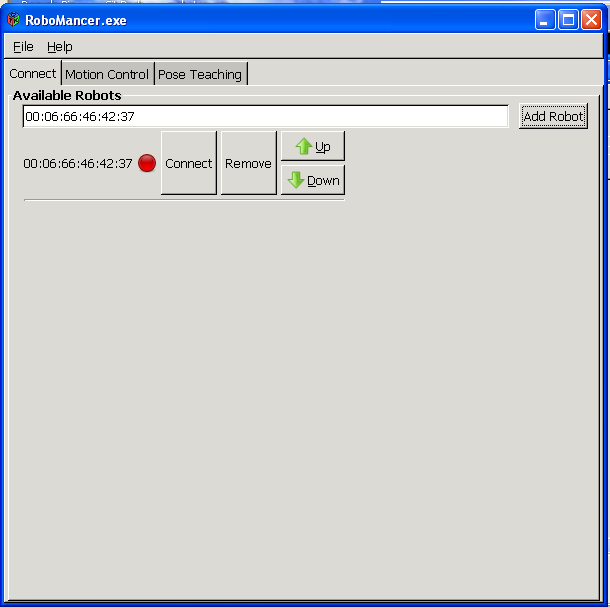 RoboMancer.exe
File Help
Connect Motion Control Pose Teaching
Available Robots
00:06:66:46:42:37 Add Robot
00:06:66:46:42:37 Connect Remove Up
Down